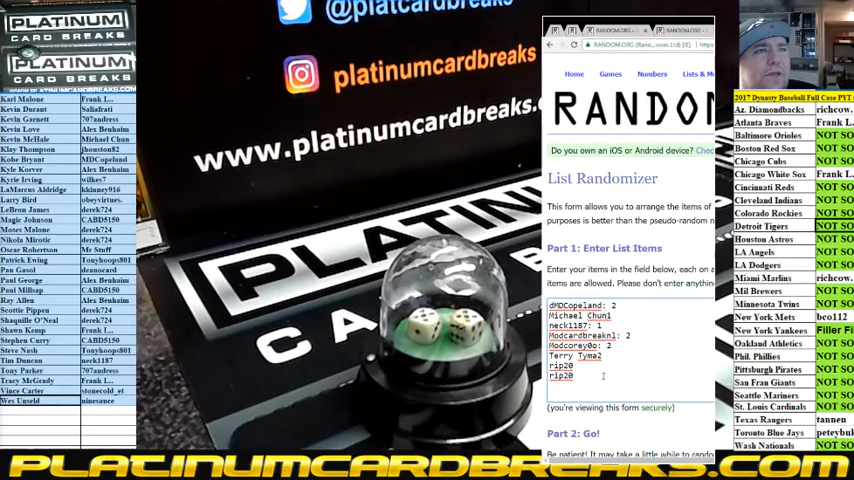 PLATINUM
CARD BREAKS
PLATINUM
CARD BREAKS
Karl Malone Frank L..
Kevin Durant Saliafrati
Kevin Garnett 707andress
Kevin Love Alex Benhaim
Kevin McHale Michael Chun
Klay Thompson jhouston82
Kobe Bryant MDCopeland
Kyle Korver Alex Benhaim
Kyrie Irving wilkes7
LaMarcus Aldridge kkinney916
Larry Bird obeyvirtues.
LeBron James derek724
Magic Johnson CABD5150
Moses Malone derek724
Nikola Mirotic derek724
Oscar Robertson Mr Stuff
Patrick Ewing Tonyhoops801
Pau Gasol deanocard
Paul George Alex Benhaim
Paul Millsap CABD5150
Ray Allen Alex Benhaim
Scottie Pippen derek724
Shaquille O'Neal derek724
Shawn Kemp Frank L..
Stephen Curry CABD5150
Steve Nash Tonyhoops801
Tim Duncan neck1187
Tony Parker 707andress
Tracy McGrady Frank L..
Vince Carter stonecold_et
Wes Unseld ninesauce
@platcardbreaks
platinumcardbreaks
www.platinumcardbreaks.c
PLATIN
CA
RANDOM.ORG
Home Games Numbers Lists & M
RANDO
Do you own an iOS or Android device? Chec
List Randomizer
This form allows you to arrange the items of
purposes is better than the pseudo-random n
Part 1: Enter List Items
Enter your items in the field below, each on a
items are allowed. Please don't enter anythin
dMDCopeland: 2
Michael Chun1
neck1187: 1
Modcardbreaknl: 2
Modcorey0o: 2
Terry Tyma2
rip20
rip20
(you're viewing this form securely)
Part 2: Go!
Be patient! It may take a little while to rando
2017 Dynasty Baseball Full Case PYT
Az. Diamondbacks richcow.
Atlanta Braves Frank L
Baltimore Orioles NOT SO
Boston Red Sox NOT SO
Chicago Cubs NOT SO
Chicago White Sox Frank L
Cincinnati Reds NOT SO
Cleveland Indians NOT SO
Colorado Rockies NOT SO
Detroit Tigers NOT SO
Houston Astros NOT SO
LA Angels NOT SO
LA Dodgers NOT SO
Miami Marlins richcow.
Mil Brewers NOT SO
Minnesota Twins NOT SO
New York Mets bco112
New York Yankees Filler Fi
Oakland Athletics NOT SO
Phil. Phillies NOT SO
Pittsburgh Pirates NOT SO
San Fran Giants NOT SO
Seattle Mariners NOT SO
St. Louis Cardinals NOT SO
Texas Rangers tannen
Toronto Blue Jays peteybuk
Wash Nationals NOT SO
PLATINUMCARDBREAKS.COM